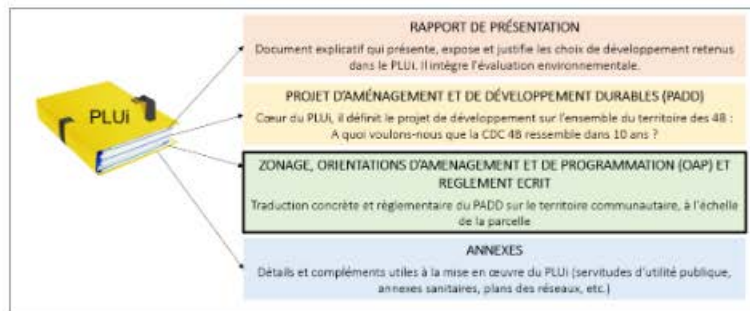 PLUi
RAPPORT DE PRÉSENTATION
Document explicatif qui présente, expose et justifie les choix de développement retenus
dans le PLUi. Il intègre l'évaluation environnementale.
PROJET D'AMÉNAGEMENT ET DE DÉVELOPPEMENT DURABLES (PADD)
Cœur du PLUi, il définit le projet de développement sur l'ensemble du territoire des 4B :
A quoi voulons-nous que la CDC 4B ressemble dans 10 ans ?
ZONAGE, ORIENTATIONS D'AMENAGEMENT ET DE PROGRAMMATION (OAP) ET
REGLEMENT ECRIT
Traduction concrète et règlementaire du PADD sur le territoire communautaire, à l'échelle
de la parcelle
ANNEXES
Détails et compléments utiles à la mise en œuvre du PLUi (servitudes d'utilité publique,
annexes sanitaires, plans des réseaux, etc.)